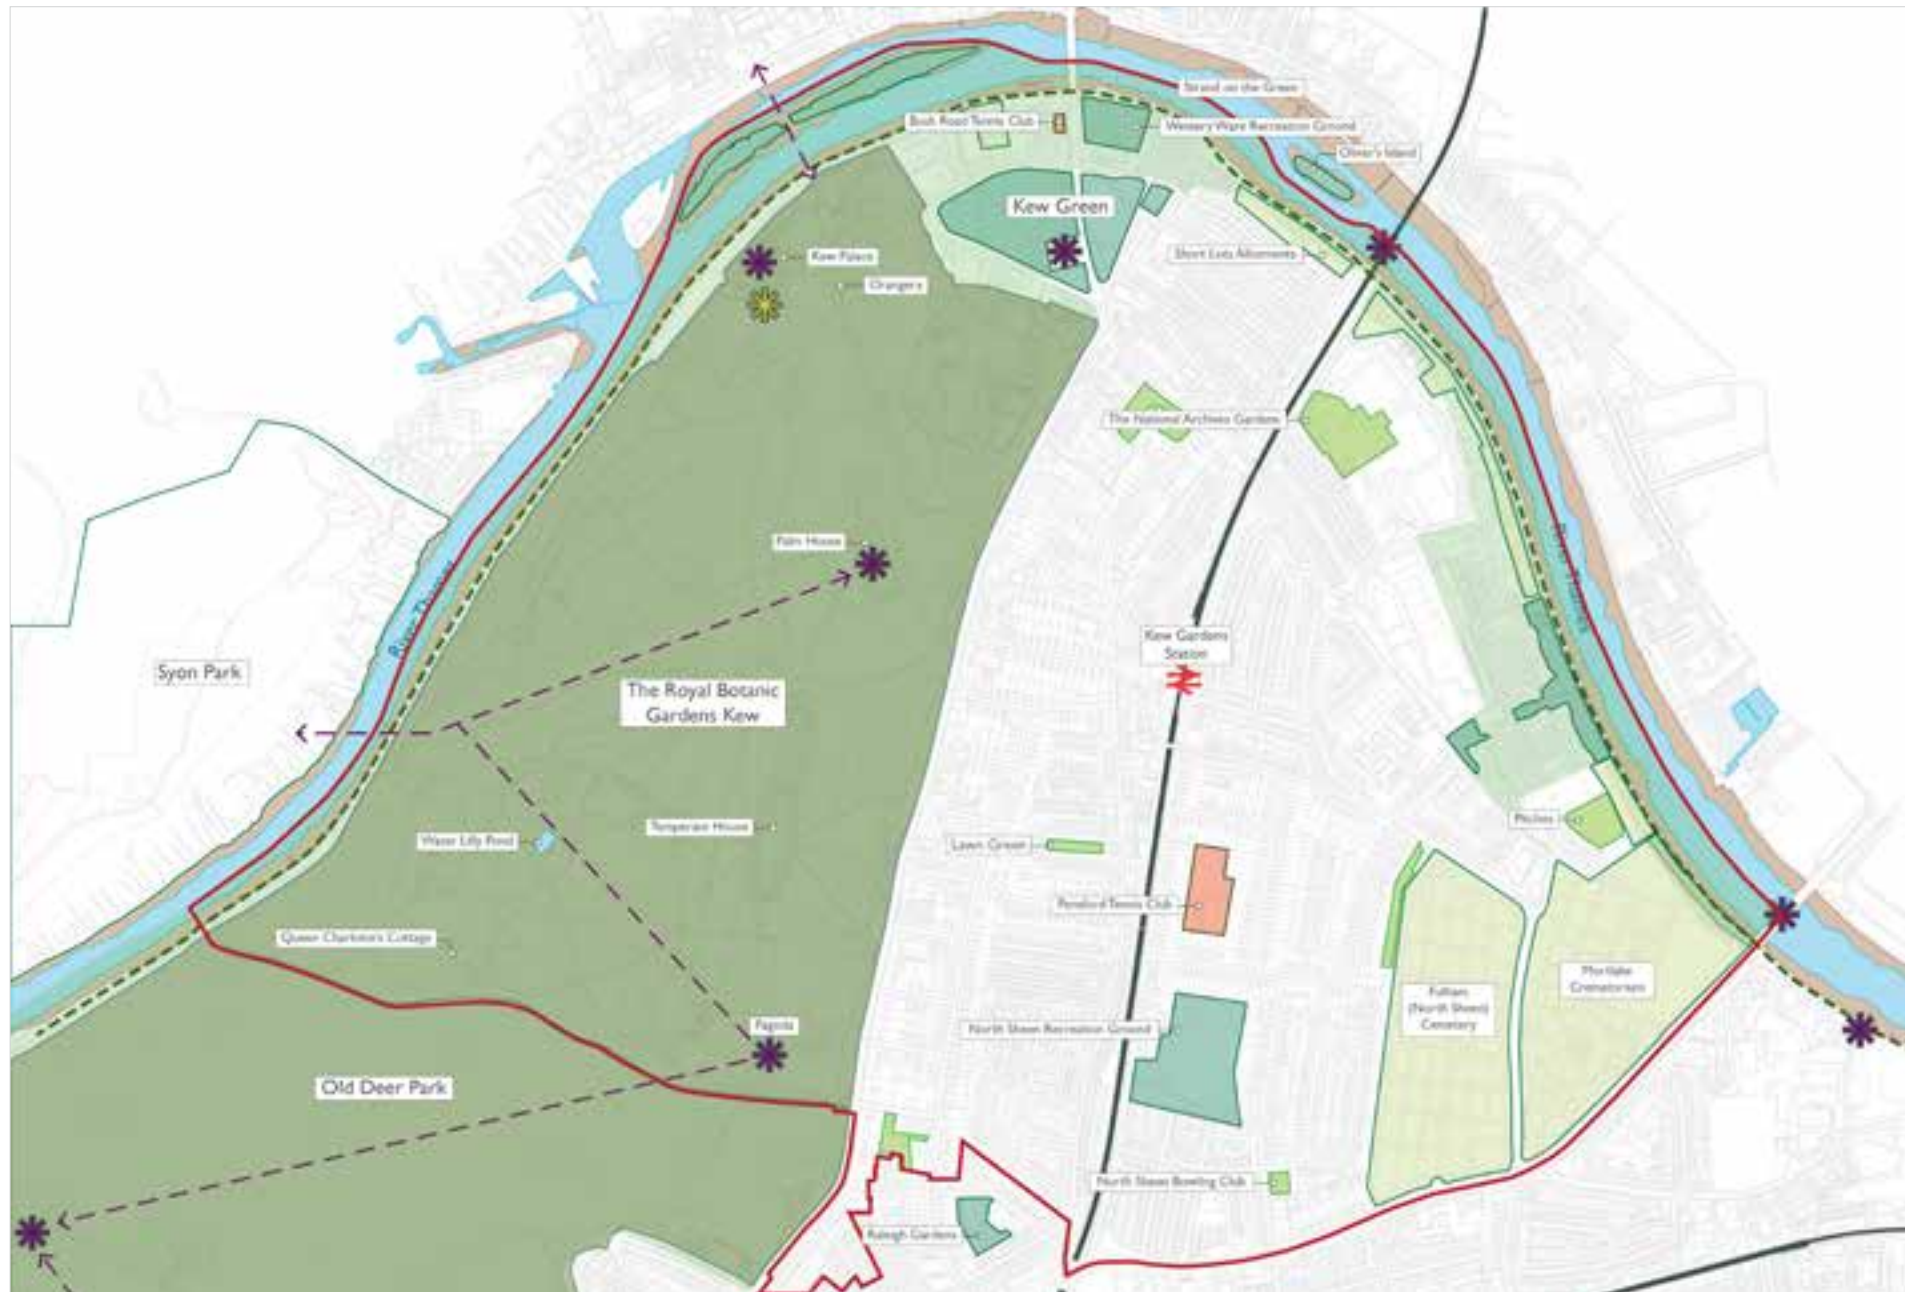 Strand on the Green
Bush Road Tennis Club
Westerly Ware Recreation Ground
Oliver's Island
Kew Green
Kew Palace
Orangery
Short Lots Allotments
The National Archives Gardens
Palm House
River Thames
River Thames
Kew Gardens
Station
Syon Park
The Royal Botanic
Gardens Kew
Water Lilly Pond
Temperate House
Lawn Green
Pitches
Pensford Tennis Club
Queen Charlotte's Cottage
Fulham
(North Sheen)
Cemetery
Mortlake
Crematorium
Pagoda
North Sheen Recreation Ground
Old Deer Park
North Sheen Bowling Club
Raleigh Gardens